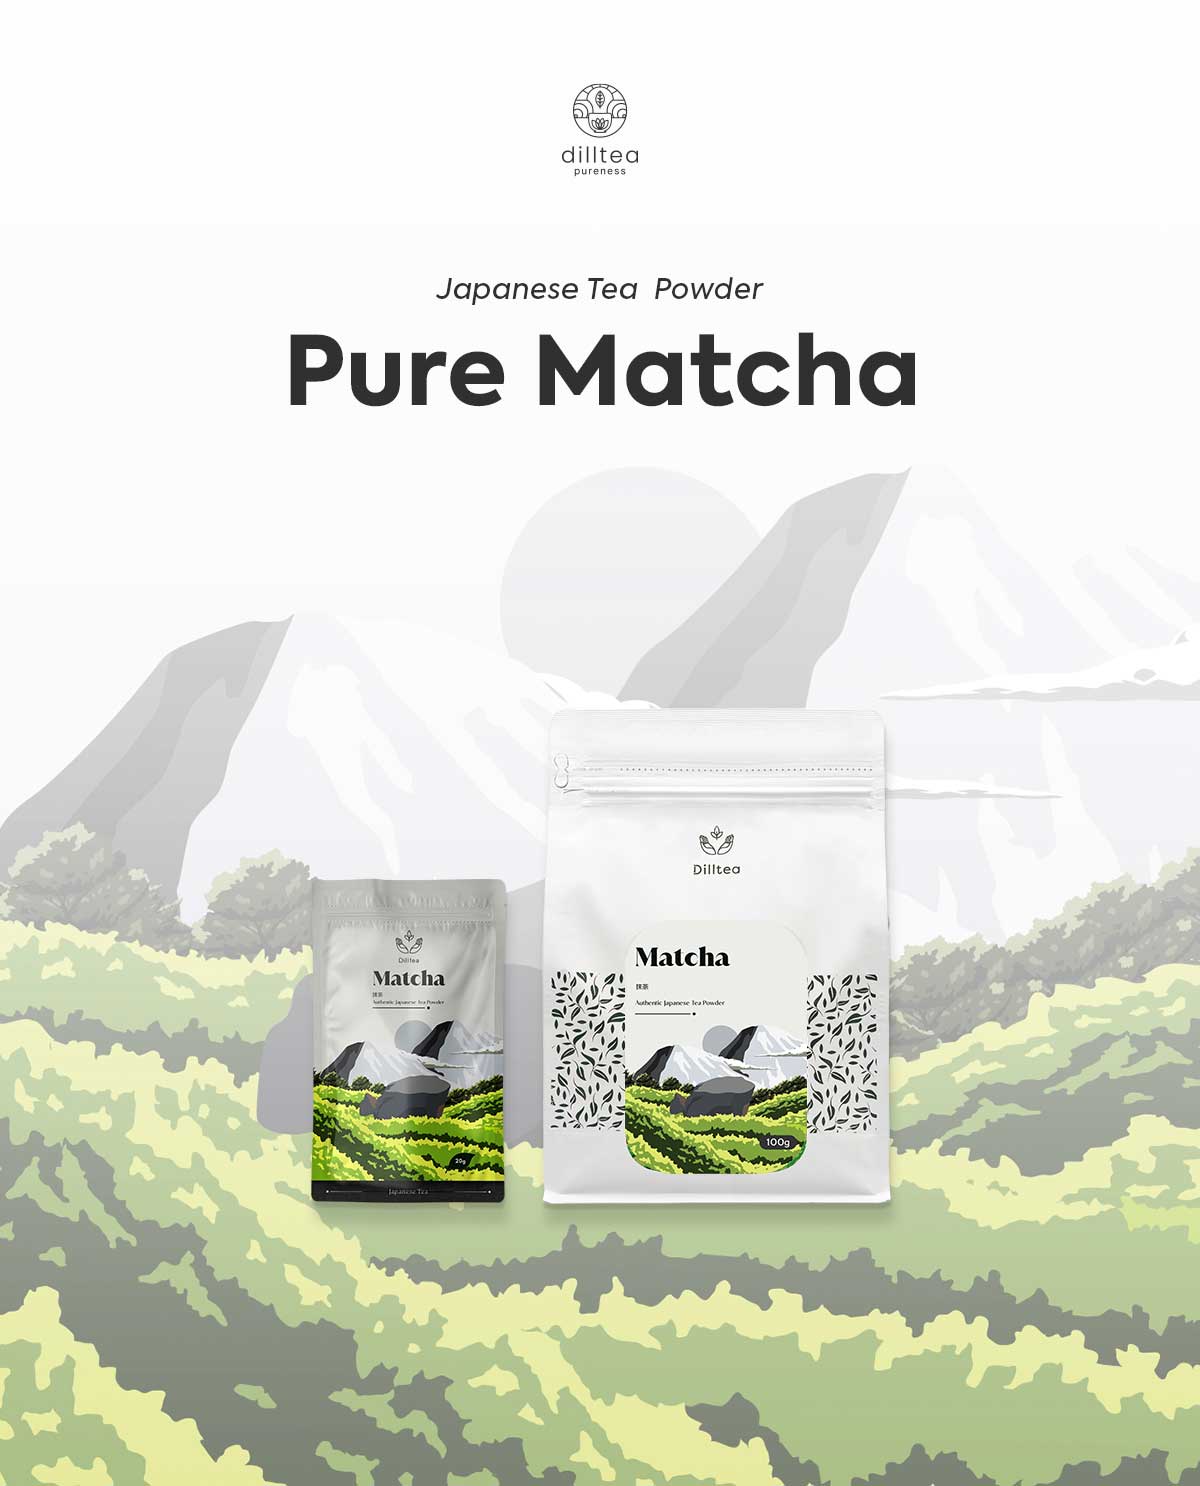 dilltea
pureness
Japanese Tea Powder
Pure Matcha
Dilltea
Matcha
抹茶
Authentic Japanese Tea Powder
20g
Japanese Tea
Dilltea
Matcha
抹茶
Authentic Japanese Tea Powder
100g